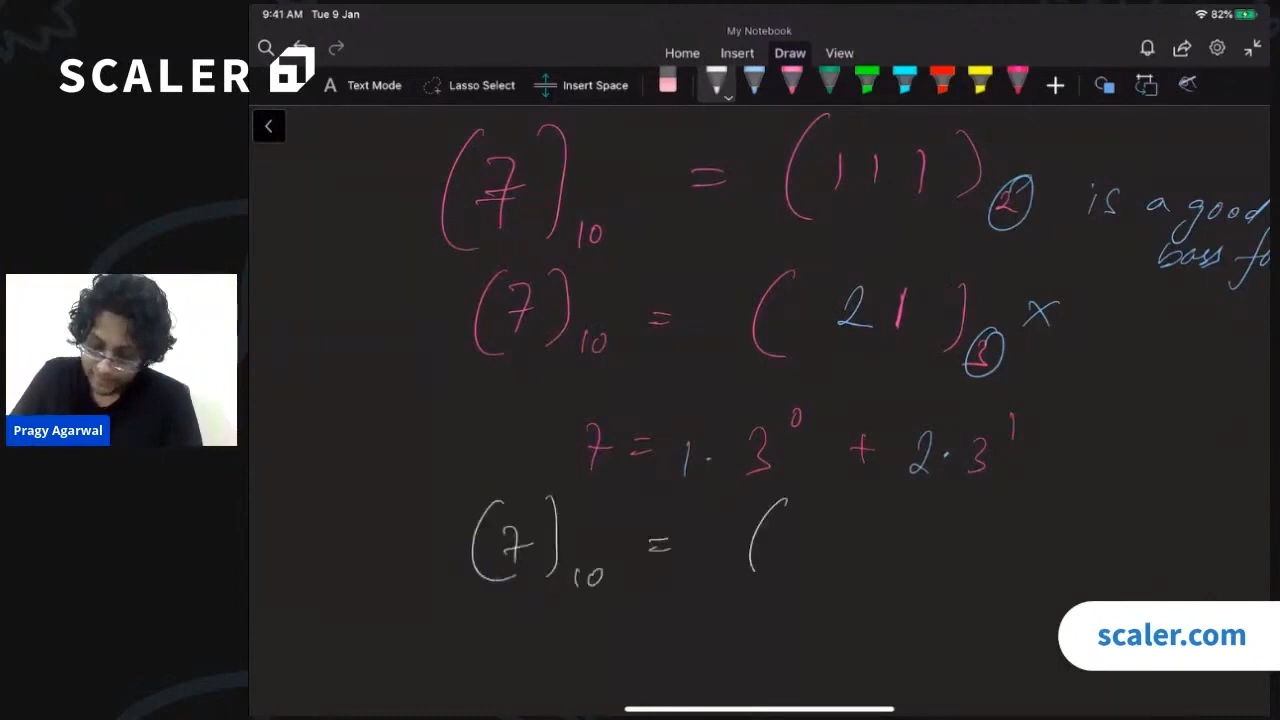 9:41 AM Tue 9 Jan
82%
My Notebook
SCALER
Home Insert Draw View
A Text Mode Lasso Select Insert Space
(7)10 = (111)2 is a good
bass fo
(7)10 = (21)3 ×
7 = 1·3^0 + 2·3^1
(7)10 = (
Pragy Agarwal
scaler.com